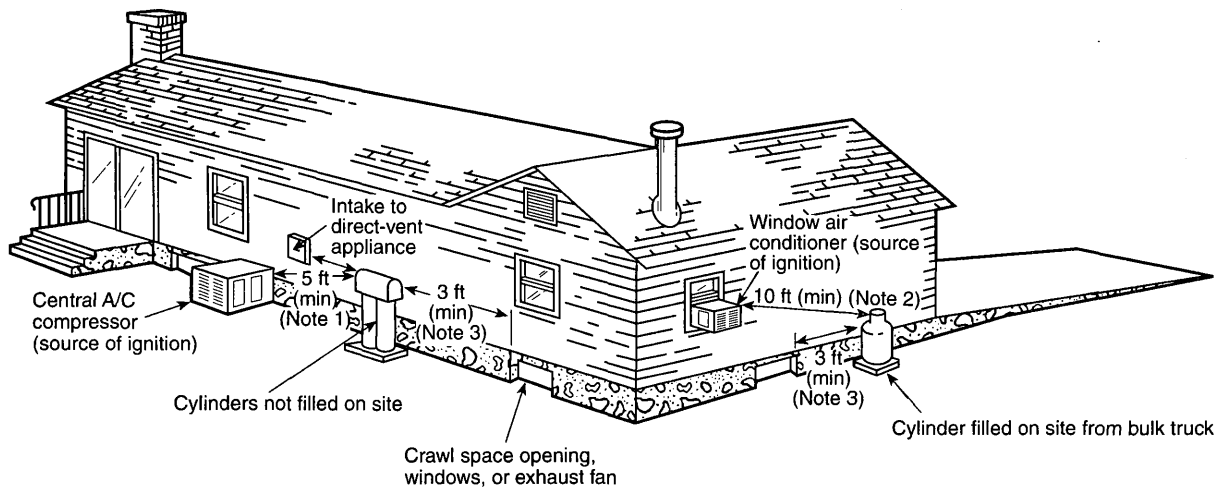 Intake to
direct-vent
appliance
Window air
conditioner (source
of ignition)
5 ft
(min)
(Note 1)
3 ft
(min)
(Note 3)
10 ft (min) (Note 2)
Central A/C
compressor
(source of ignition)
3 ft
(min)
(Note 3)
Cylinders not filled on site
Cylinder filled on site from bulk truck
Crawl space opening,
windows, or exhaust fan